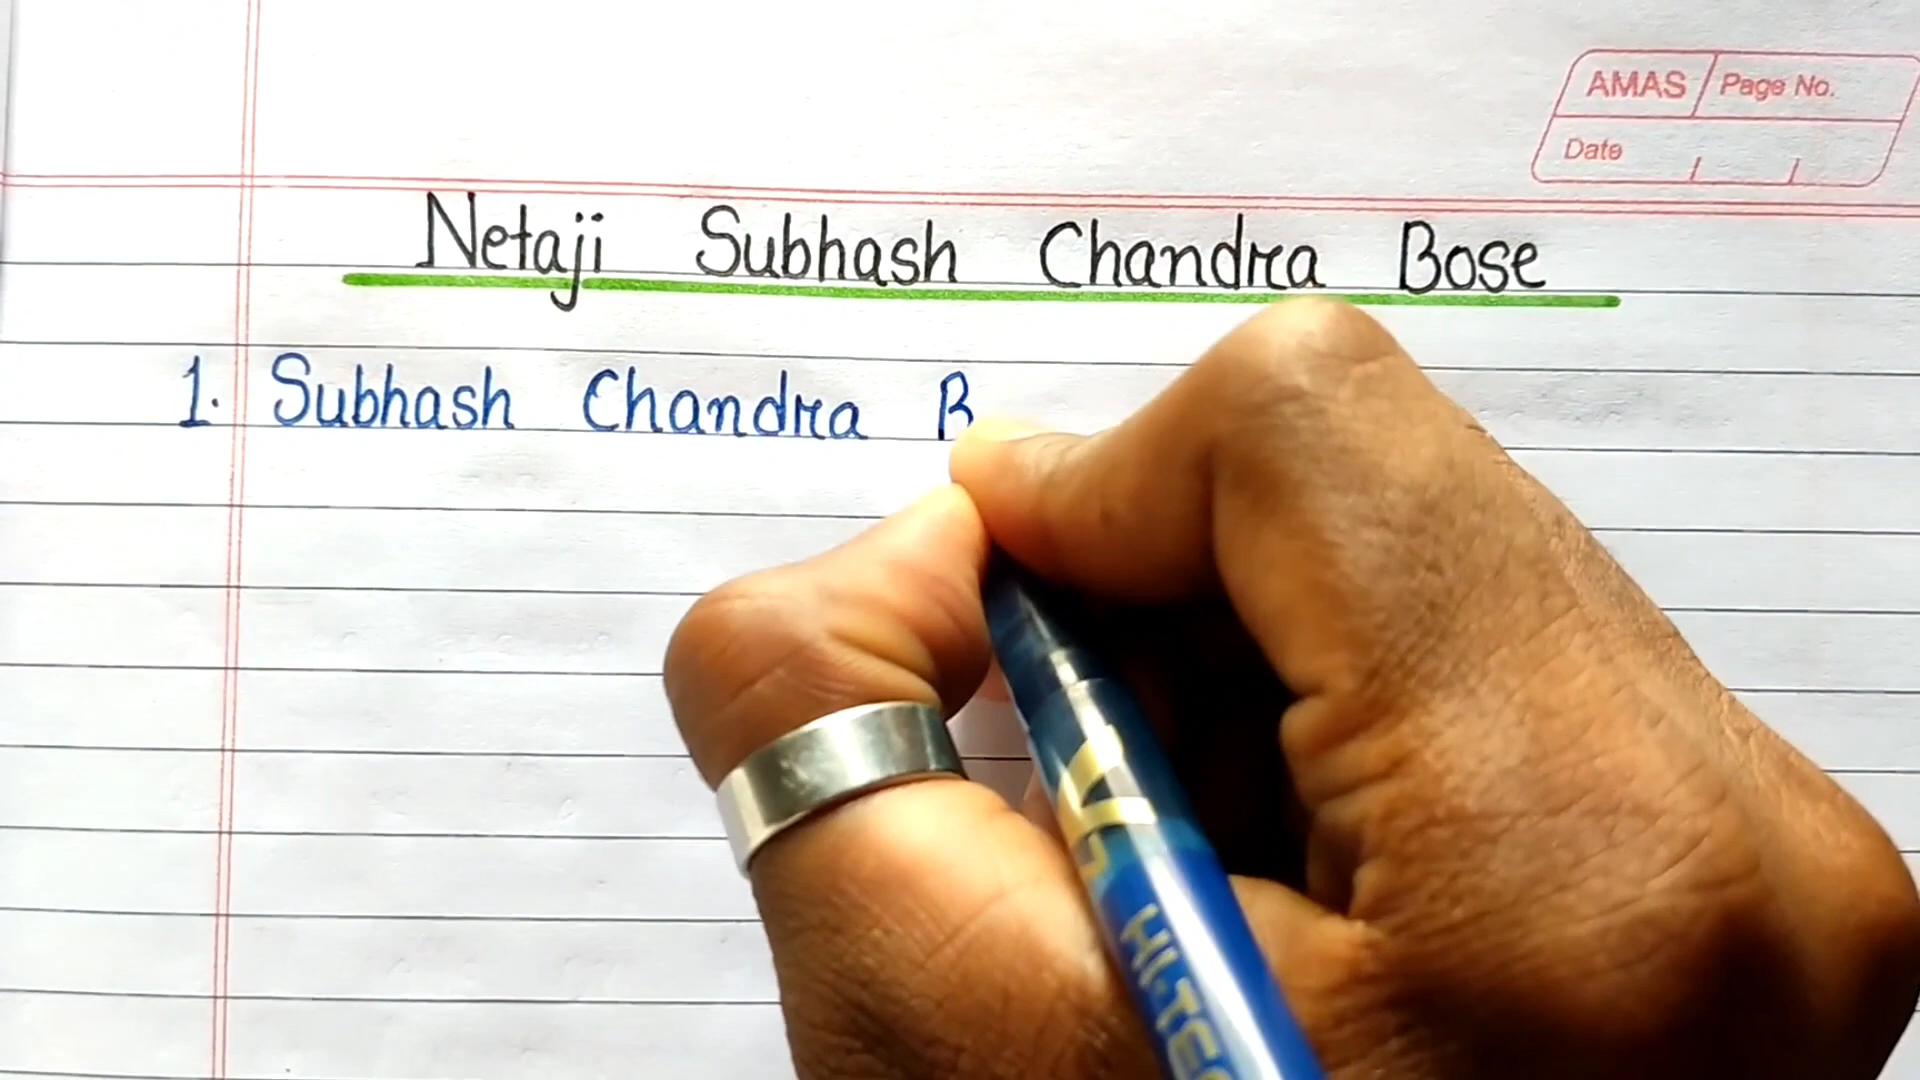 AMAS Page No.
Date
Netaji Subhash Chandra Bose
1. Subhash Chandra B
HI-TEC